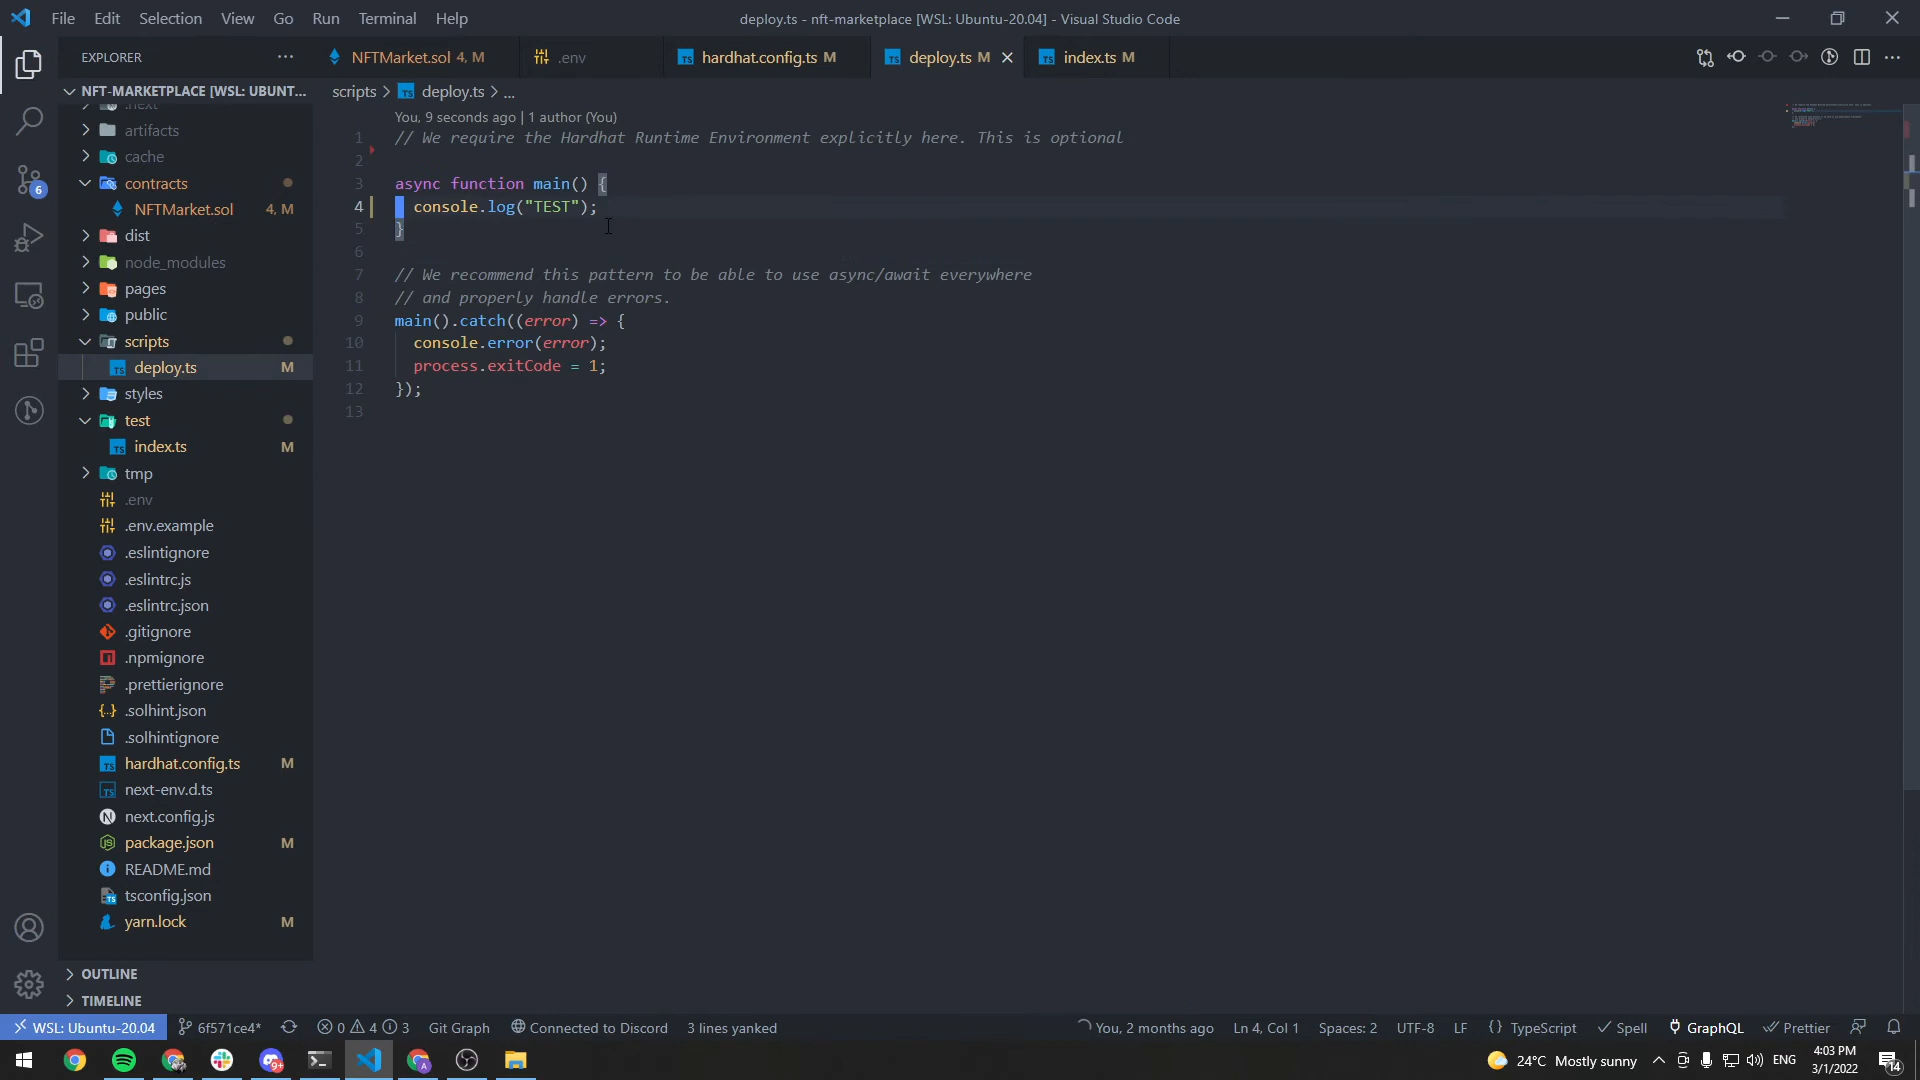 File Edit Selection View Go Run Terminal Help
deploy.ts - nft-marketplace [WSL: Ubuntu-20.04] - Visual Studio Code
EXPLORER
NFTMarket.sol 4, M
.env
hardhat.config.ts M
deploy.ts M
index.ts M
NFT-MARKETPLACE [WSL: UBUNT...
scripts > deploy.ts > ...
.next
artifacts
cache
contracts
NFTMarket.sol 4, M
dist
node_modules
pages
public
scripts
deploy.ts M
styles
test
index.ts M
tmp
.env
.env.example
.eslintignore
.eslintrc.js
.eslintrc.json
.gitignore
.npmignore
.prettierignore
.solhint.json
.solhintignore
hardhat.config.ts M
next-env.d.ts
next.config.js
package.json M
README.md
tsconfig.json
yarn.lock M
OUTLINE
TIMELINE
6
You, 9 seconds ago | 1 author (You)
1 // We require the Hardhat Runtime Environment explicitly here. This is optional
2
3 async function main() {
4 console.log("TEST");
5 }
6
7 // We recommend this pattern to be able to use async/await everywhere
8 // and properly handle errors.
9 main().catch((error) => {
10 console.error(error);
11 process.exitCode = 1;
12 });
13
WSL: Ubuntu-20.04 6f571ce4* 0 4 3 Git Graph Connected to Discord 3 lines yanked You, 2 months ago Ln 4, Col 1 Spaces: 2 UTF-8 LF {} TypeScript Spell GraphQL Prettier
9+
24°C Mostly sunny ENG
4:03 PM
3/1/2022
14